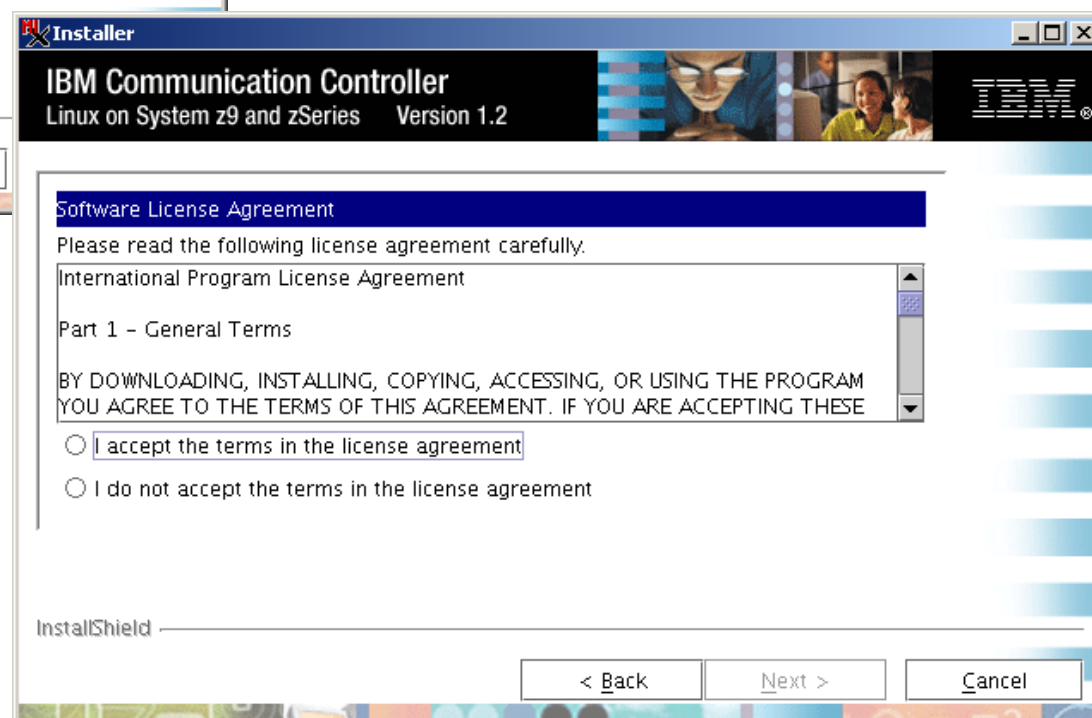 Installer
IBM Communication Controller
Linux on System z9 and zSeries Version 1.2
IBM®
Software License Agreement
Please read the following license agreement carefully.
International Program License Agreement
Part 1 – General Terms
BY DOWNLOADING, INSTALLING, COPYING, ACCESSING, OR USING THE PROGRAM
YOU AGREE TO THE TERMS OF THIS AGREEMENT. IF YOU ARE ACCEPTING THESE
I accept the terms in the license agreement
I do not accept the terms in the license agreement
InstallShield
< Back Next > Cancel